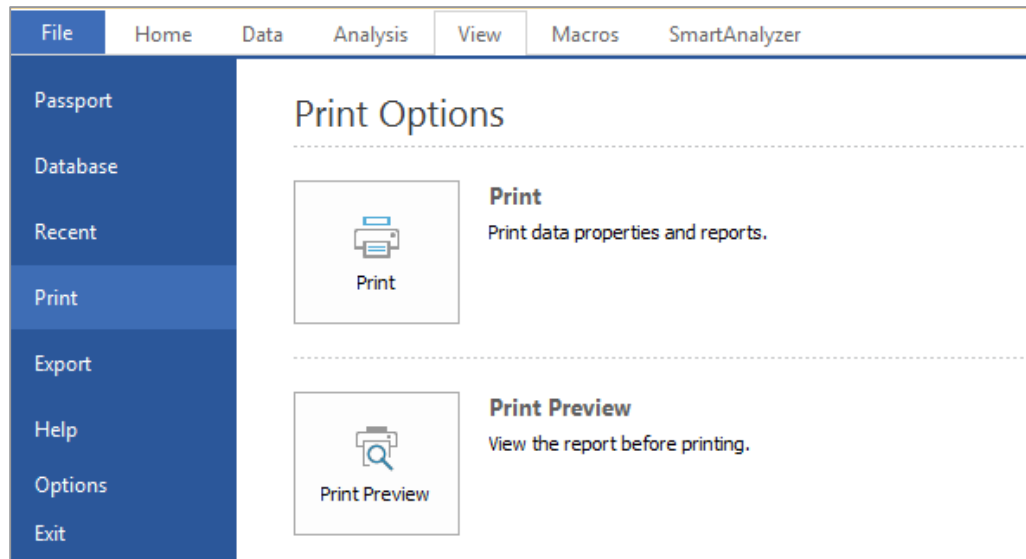 File Home Data Analysis View Macros SmartAnalyzer
Passport
Database
Recent
Print
Export
Help
Options
Exit
Print Options
Print
Print
Print data properties and reports.
Print Preview
Print Preview
View the report before printing.